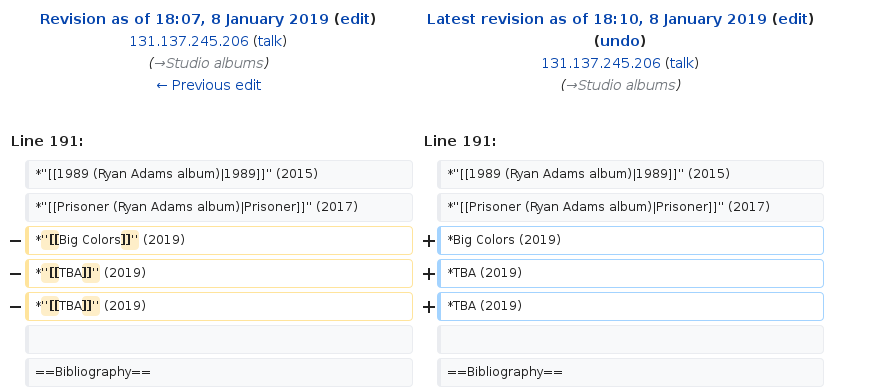 Revision as of 18:07, 8 January 2019 (edit)
131.137.245.206 (talk)
(→Studio albums)
← Previous edit
Latest revision as of 18:10, 8 January 2019 (edit)
(undo)
131.137.245.206 (talk)
(→Studio albums)
Line 191:
Line 191:
*''[[1989 (Ryan Adams album)|1989]]'' (2015)
*''[[1989 (Ryan Adams album)|1989]]'' (2015)
*''[[Prisoner (Ryan Adams album)|Prisoner]]'' (2017)
*''[[Prisoner (Ryan Adams album)|Prisoner]]'' (2017)
− *''[[Big Colors]]'' (2019)
+ *Big Colors (2019)
− *''[[TBA]]'' (2019)
+ *TBA (2019)
− *''[[TBA]]'' (2019)
+ *TBA (2019)
==Bibliography==
==Bibliography==